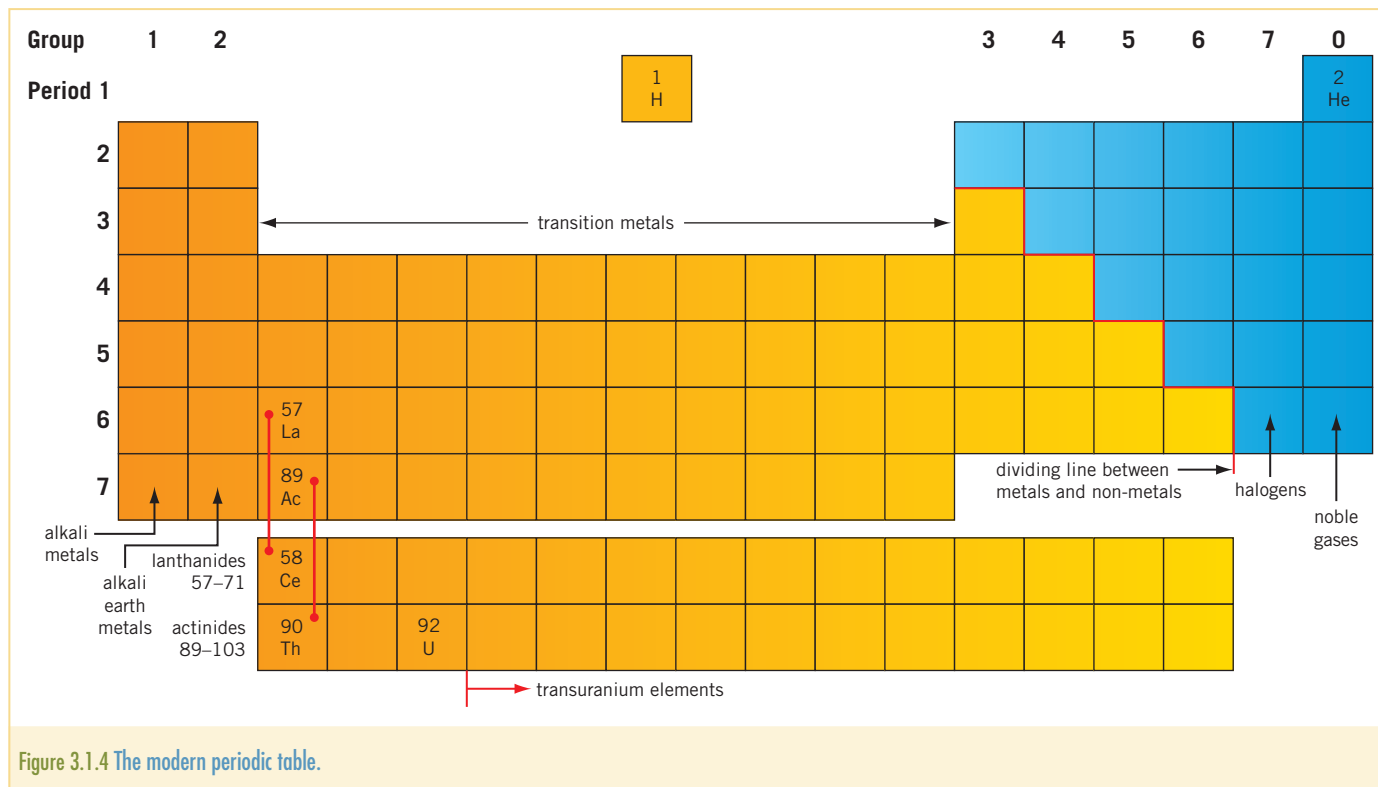 Group 1 2 3 4 5 6 7 0
Period 1
1
H
2
He
2
3
transition metals
4
5
6
57
La
7
89
Ac
dividing line between
metals and non-metals
halogens
noble
gases
alkali
metals
alkali
earth
metals
lanthanides
57–71
58
Ce
actinides
89–103
90
Th
92
U
transuranium elements
Figure 3.1.4 The modern periodic table.